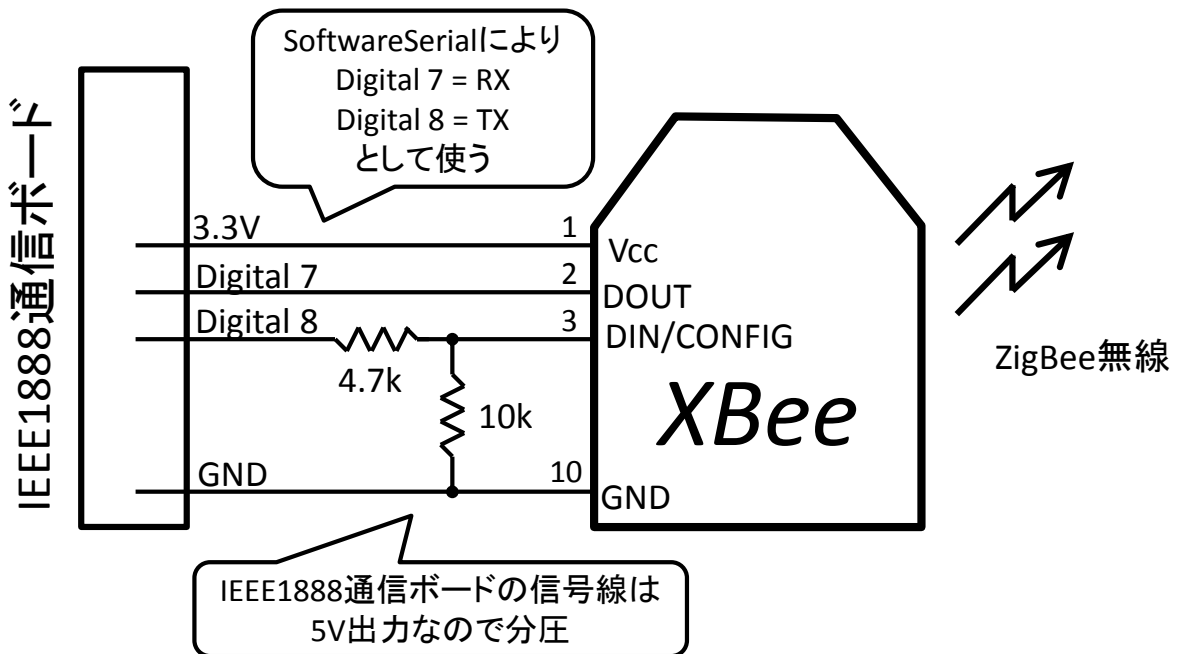 SoftwareSerialにより
Digital 7 = RX
Digital 8 = TX
として使う
IEEE1888通信ボード
3.3V
1
Vcc
Digital 7
2
DOUT
Digital 8
3
DIN/CONFIG
4.7k
10k
XBee
ZigBee無線
GND
10
GND
IEEE1888通信ボードの信号線は
5V出力なので分圧